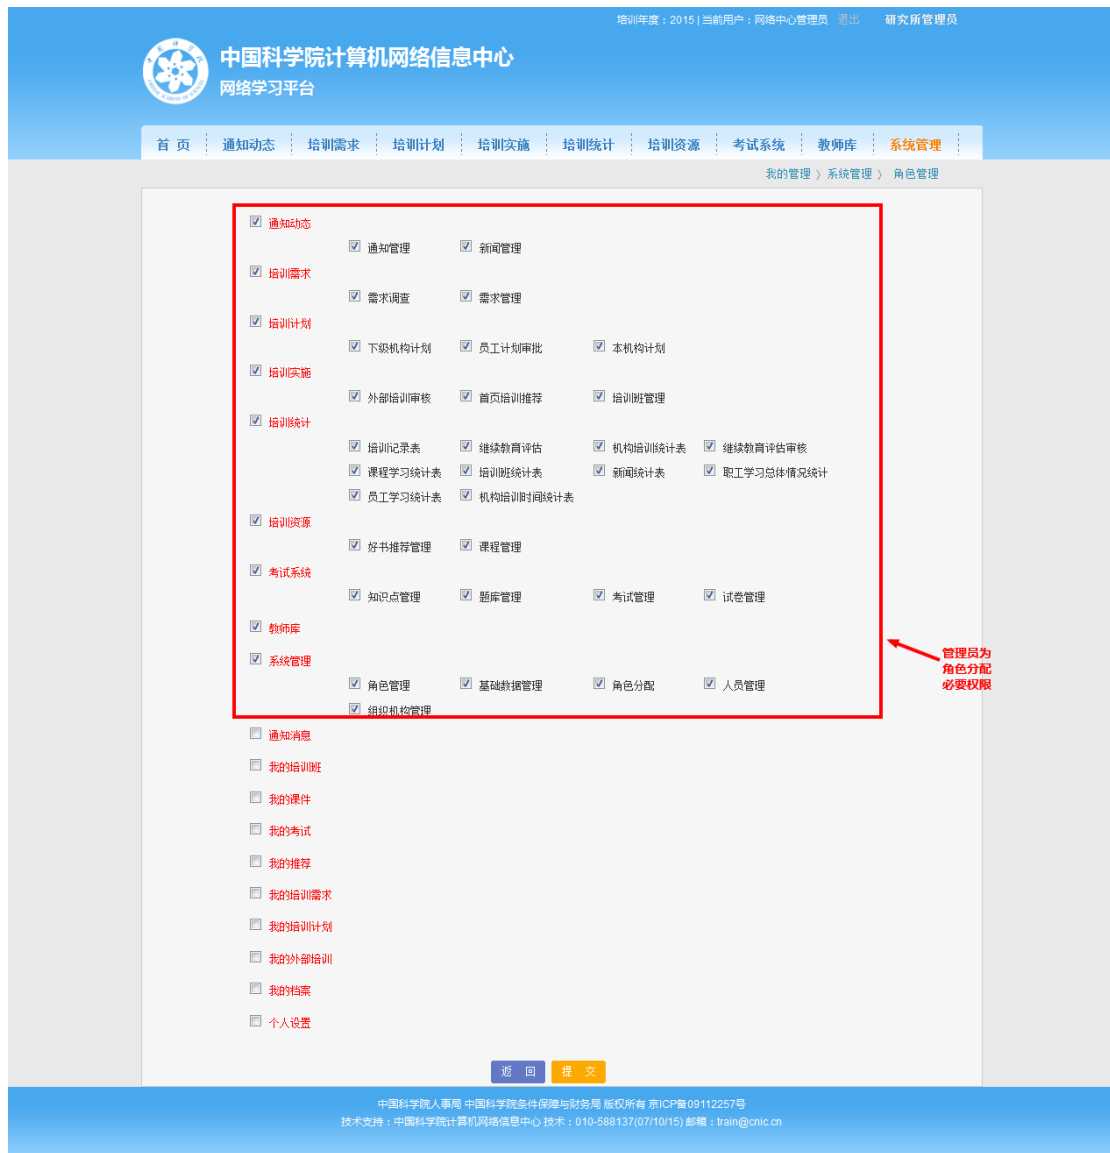 培训年度：2015 | 当前用户：网络中心管理员 退出 研究所管理员
中国科学院计算机网络信息中心
网络学习平台
首 页 通知动态 培训需求 培训计划 培训实施 培训统计 培训资源 考试系统 教师库 系统管理
我的管理 〉 系统管理 〉 角色管理
通知动态
通知管理 新闻管理
培训需求
需求调查 需求管理
培训计划
下级机构计划 员工计划审批 本机构计划
培训实施
外部培训审核 首页培训推荐 培训班管理
培训统计
培训记录表 继续教育评估 机构培训统计表 继续教育评估审核
课程学习统计表 培训班统计表 新闻统计表 职工学习总体情况统计
员工学习统计表 机构培训时间统计表
培训资源
好书推荐管理 课程管理
考试系统
知识点管理 题库管理 考试管理 试卷管理
教师库
系统管理
角色管理 基础数据管理 角色分配 人员管理
组织机构管理
管理员为
角色分配
必要权限
通知消息
我的培训班
我的课件
我的考试
我的推荐
我的培训需求
我的培训计划
我的外部培训
我的档案
个人设置
返 回 提 交
中国科学院人事局 中国科学院条件保障与财务局 版权所有 京ICP备09112257号
技术支持：中国科学院计算机网络信息中心 技术：010-588137(07/10/15) 邮箱：train@cnic.cn